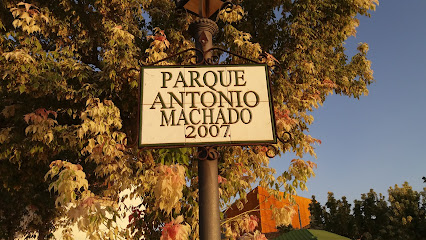 PARQUE
ANTONIO
MACHADO
2007.